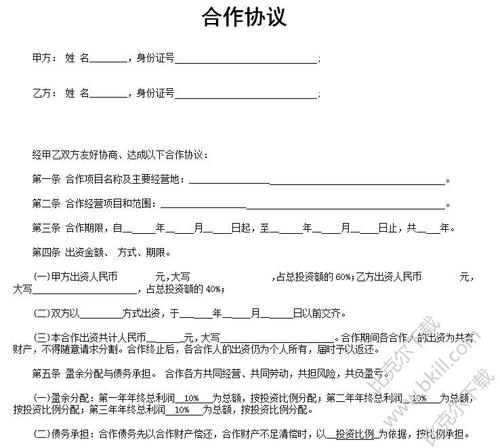 合作协议
甲方： 姓 名_______，身份证号____________________;
乙方： 姓 名_______，身份证号____________________;
经甲乙双方友好协商、达成以下合作协议：
第一条 合作项目名称及主要经营地：____________________________________。
第二条 合作经营项目和范围：____________________________________。
第三条 合作期限，自_____年_____月_____日起，至_____年_____月_____日止，共____年。
第四条 出资金额、 方式、期限。
(一)甲方出资人民币 元，大写 ，占总投资额的 60%；乙方出资人民币 元，
大写____________________，占总投资额的 40%；
(二)双方以________方式出资，于______年_____月______日以前交齐。
(三)本合作出资共计人民币______元，大写____________________。合作期间各合作人的出资为共有
财产，不得随意请求分割。合作终止后，各合作人的出资仍为个人所有，届时予以返还。
第五条 盈余分配与债务承担。 合作各方共同经营、共同劳动，共担风险，共负盈亏。
(一)盈余分配：第一年年终总利润 10% 为总额，按投资比例分配；第二年年终总利润 10% 为总额，
按投资比例分配；第三年年终总利润 10% 为总额，按投资比例分配。
(二)债务承担：合作债务先以合作财产偿还，合作财产不足清偿时，以 投资比例 为依据，按比例承担。
比克尔下载
www.bkill.com